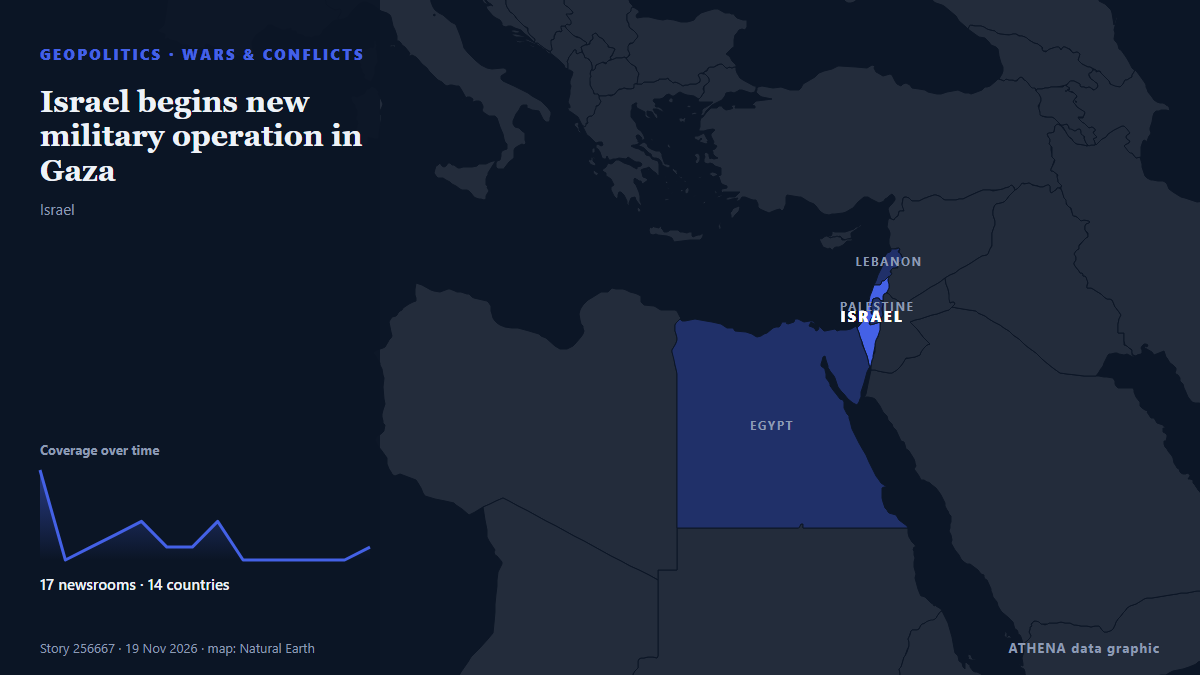 GEOPOLITICS · WARS & CONFLICTS
Israel begins new
military operation in
Gaza
Israel
LEBANON
PALESTINE
ISRAEL
EGYPT
Coverage over time
17 newsrooms · 14 countries
Story 256667 · 19 Nov 2026 · map: Natural Earth
ATHENA data graphic